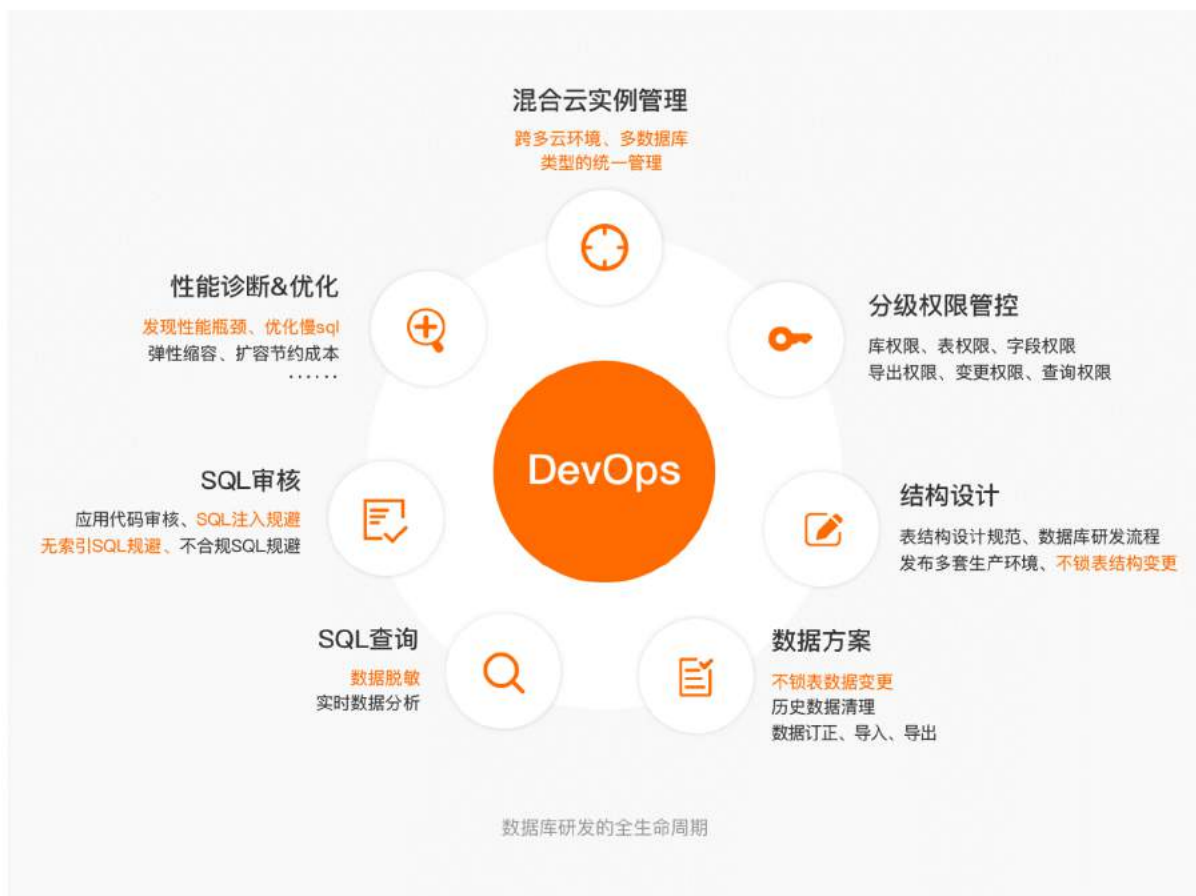 混合云实例管理
跨多云环境、多数据库
类型的统一管理
性能诊断&优化
发现性能瓶颈、优化慢sql
弹性缩容、扩容节约成本
......
分级权限管控
库权限、表权限、字段权限
导出权限、变更权限、查询权限
DevOps
SQL审核
应用代码审核、SQL注入规避
无索引SQL规避、不合规SQL规避
结构设计
表结构设计规范、数据库研发流程
发布多套生产环境、不锁表结构变更
SQL查询
数据脱敏
实时数据分析
数据方案
不锁表数据变更
历史数据清理
数据订正、导入、导出
数据库研发的全生命周期